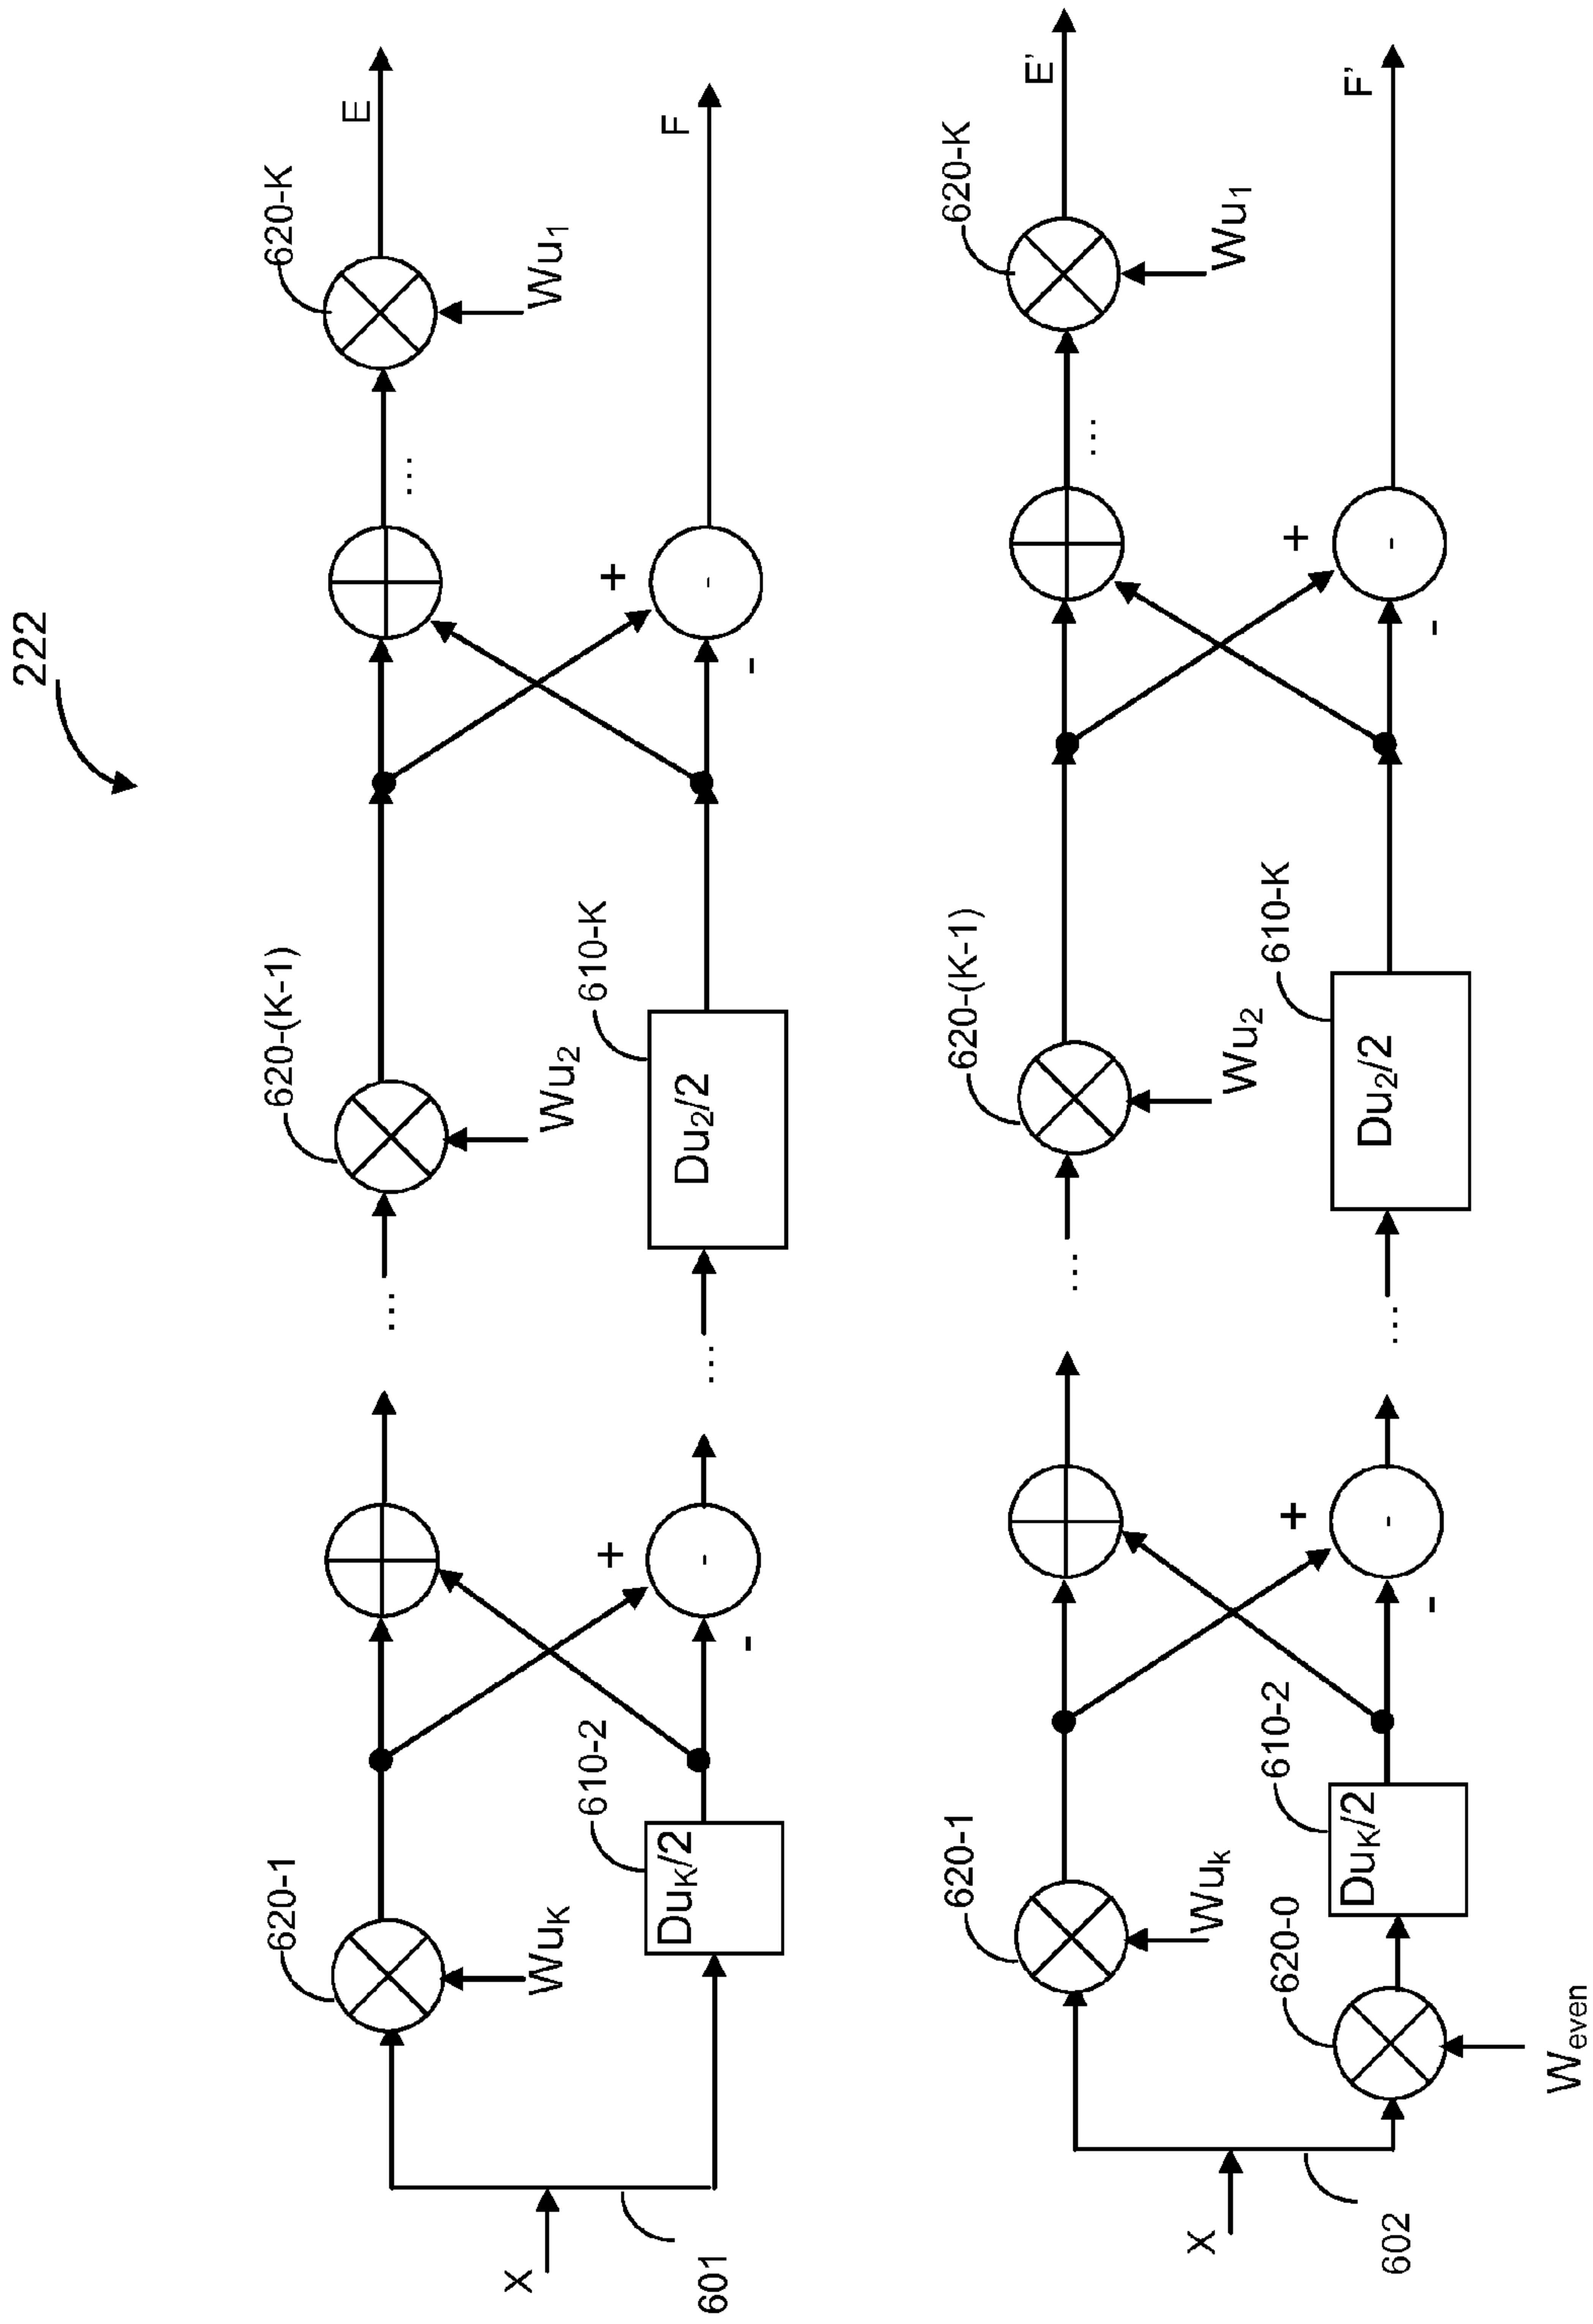 222
620-1
WuK
620-(K-1)
Wu2
620-K
Wu1
E
...
...
+
+
X
601
610-2
DuK/2
-
-
...
610-K
Du2/2
-
-
F
620-1
Wuk
620-(K-1)
Wu2
620-K
Wu1
E'
...
...
+
+
X
602
620-0
Weven
610-2
DuK/2
-
-
...
610-K
Du2/2
-
-
F'